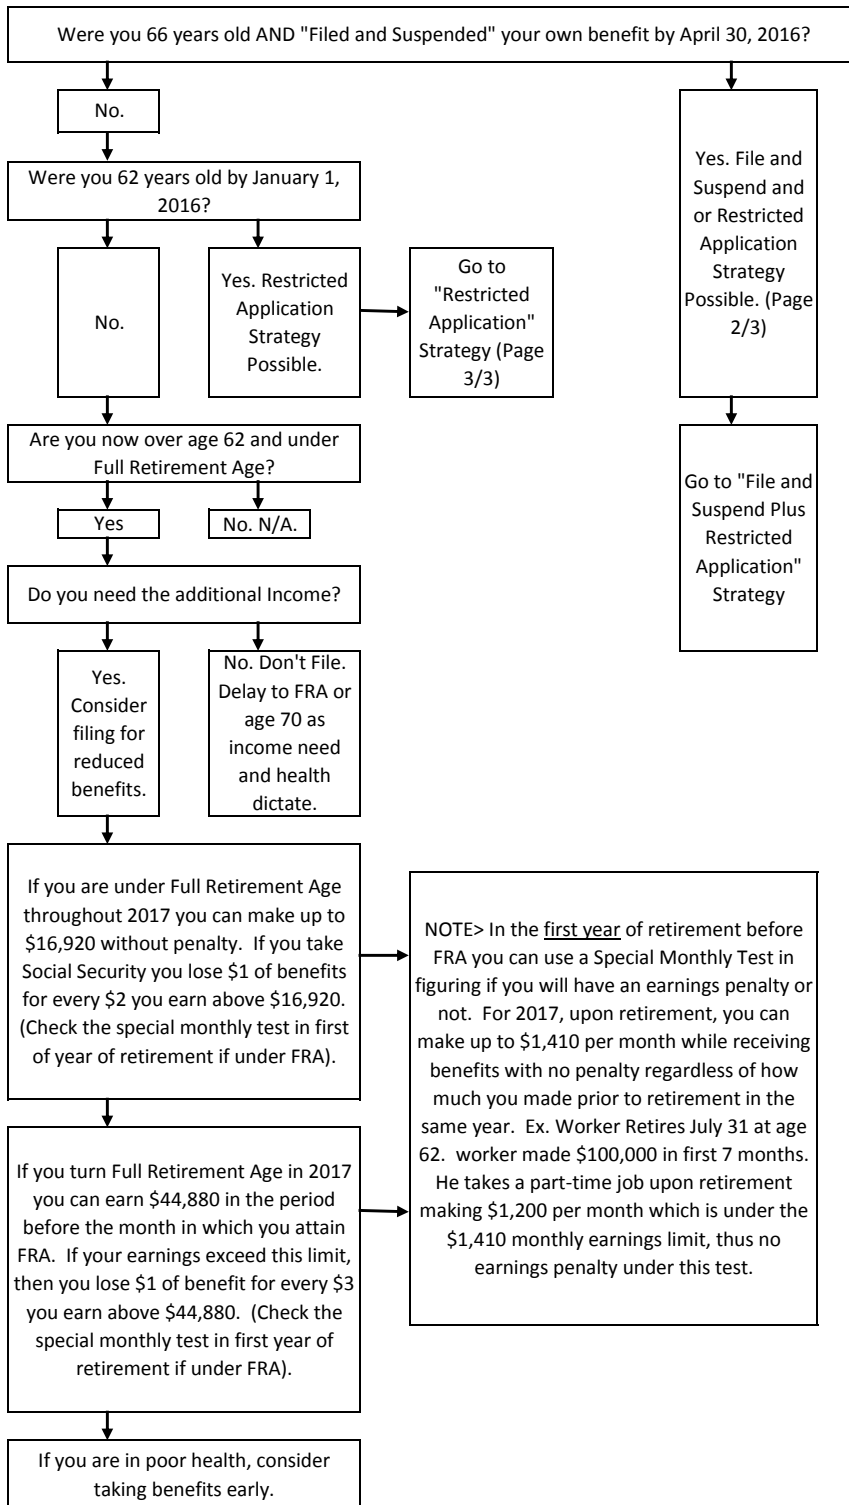 Were you 66 years old AND "Filed and Suspended" your own benefit by April 30, 2016?
No.
Were you 62 years old by January 1,
2016?
No.
Yes. Restricted
Application
Strategy
Possible.
Go to
"Restricted
Application"
Strategy (Page
3/3)
Yes. File and
Suspend and
or Restricted
Application
Strategy
Possible. (Page
2/3)
Are you now over age 62 and under
Full Retirement Age?
Yes
No. N/A.
Go to "File and
Suspend Plus
Restricted
Application"
Strategy
Do you need the additional Income?
Yes.
Consider
filing for
reduced
benefits.
No. Don't File.
Delay to FRA or
age 70 as
income need
and health
dictate.
If you are under Full Retirement Age
throughout 2017 you can make up to
$16,920 without penalty.  If you take
Social Security you lose $1 of benefits
for every $2 you earn above $16,920.
(Check the special monthly test in first
of year of retirement if under FRA).
NOTE> In the first year of retirement before
FRA you can use a Special Monthly Test in
figuring if you will have an earnings penalty or
not.  For 2017, upon retirement, you can
make up to $1,410 per month while receiving
benefits with no penalty regardless of how
much you made prior to retirement in the
same year.  Ex. Worker Retires July 31 at age
62.  worker made $100,000 in first 7 months.
He takes a part-time job upon retirement
making $1,200 per month which is under the
$1,410 monthly earnings limit, thus no
earnings penalty under this test.
If you turn Full Retirement Age in 2017
you can earn $44,880 in the period
before the month in which you attain
FRA.  If your earnings exceed this limit,
then you lose $1 of benefit for every $3
you earn above $44,880.  (Check the
special monthly test in first year of
retirement if under FRA).
If you are in poor health, consider
taking benefits early.